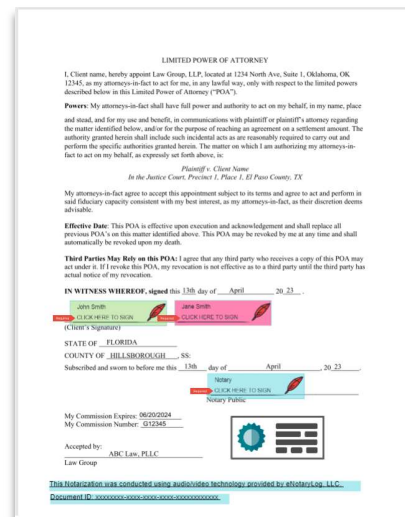 LIMITED POWER OF ATTORNEY
I, Client name, hereby appoint Law Group, LLP, located at 1234 North Ave, Suite 1, Oklahoma, OK
12345, as my attorneys-in-fact to act for me, in any lawful way, only with respect to the limited powers
described below in this Limited Power of Attorney ("POA").
Powers: My attorneys-in-fact shall have full power and authority to act on my behalf, in my name, place
and stead, and for my use and benefit, in communications with plaintiff or plaintiff's attorney regarding
the matter identified below, and/or for the purpose of reaching an agreement on a settlement amount. The
authority granted herein shall include such incidental acts as are reasonably required to carry out and
perform the specific authorities granted herein. The matter on which I am authorizing my attorneys-in-
fact to act on my behalf, as expressly set forth above, is:
Plaintiff v. Client Name
In the Justice Court, Precinct 1, Place 1, El Paso County, TX
My attorneys-in-fact agree to accept this appointment subject to its terms and agree to act and perform in
said fiduciary capacity consistent with my best interest, as my attorneys-in-fact, as their discretion deems
advisable.
Effective Date: This POA is effective upon execution and acknowledgement and shall replace all
previous POA's on this matter identified above. This POA may be revoked by me at any time and shall
automatically be revoked upon my death.
Third Parties May Rely on this POA: I agree that any third party who receives a copy of this POA may
act under it. If I revoke this POA, my revocation is not effective as to a third party until the third party has
actual notice of my revocation.
IN WITNESS WHEREOF, signed this 13th day of April 20 23 .
John Smith Jane Smith
CLICK HERE TO SIGN CLICK HERE TO SIGN
(Client's Signature)
STATE OF FLORIDA
COUNTY OF HILLSBOROUGH , SS:
Subscribed and sworn to before me this 13th day of April , 20 23
Notary
CLICK HERE TO SIGN
Notary Public
My Commission Expires: 06/20/2024
My Commission Number: G12345
Accepted by:
ABC Law, PLLC
Law Group
This Notarization was conducted using audio/video technology provided by eNotaryLog, LLC.
Document ID: xxxxxxxx-xxxx-xxxx-xxxx-xxxxxxxxxxxx